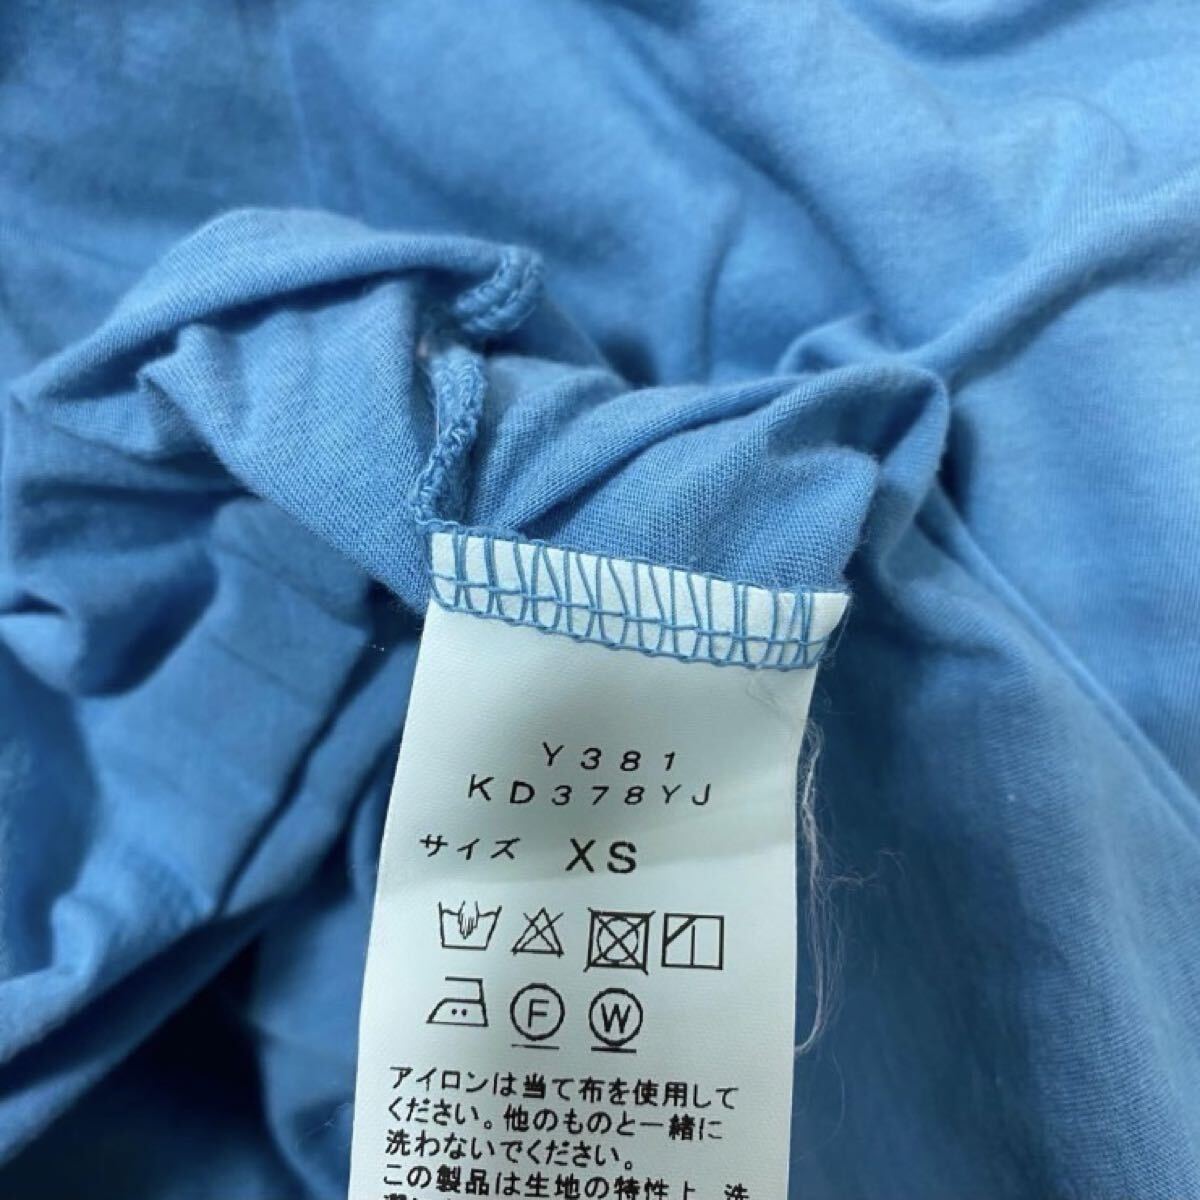 Y381
KD378YJ
サイズ XS
F W
アイロンは当て布を使用して
ください。他のものと一緒に
洗わないでください。
この製品は生地の特性上、洗